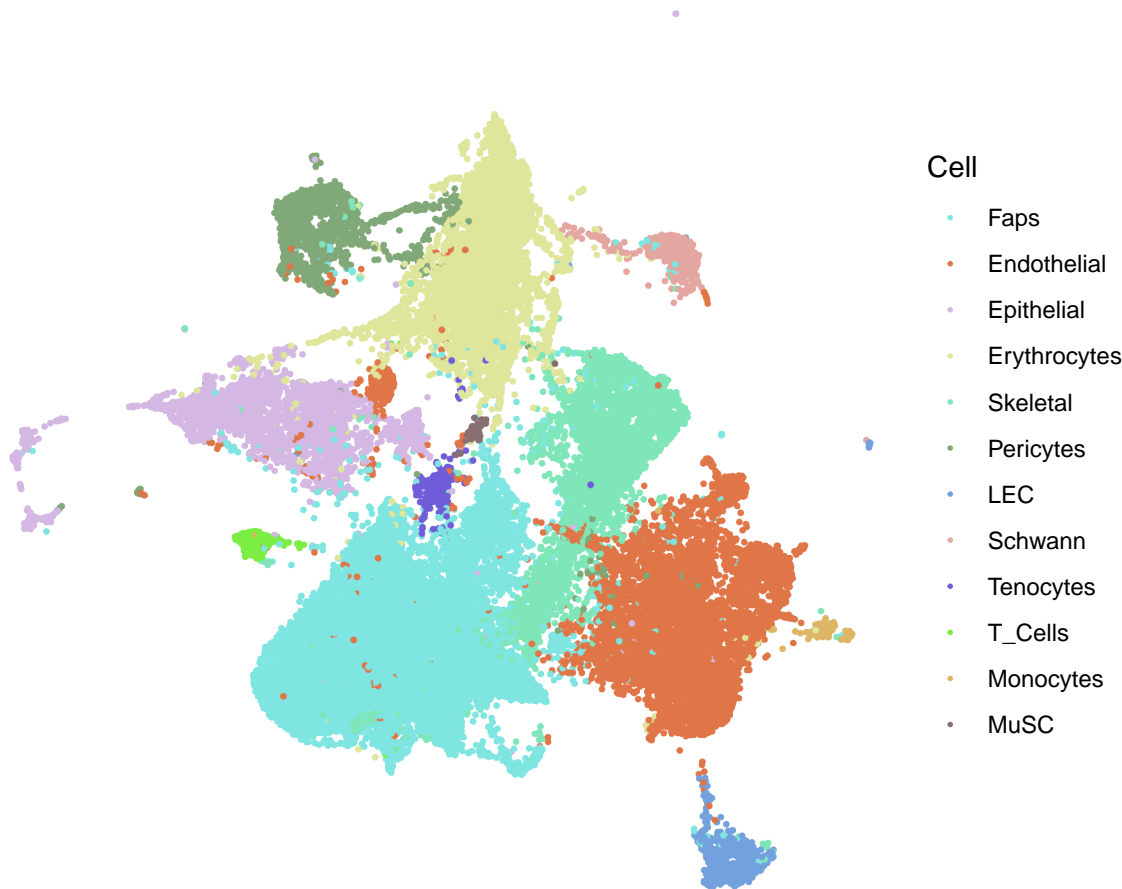 Cell
Faps
Endothelial
Epithelial
Erythrocytes
Skeletal
Pericytes
LEC
Schwann
Tenocytes
T_Cells
Monocytes
MuSC